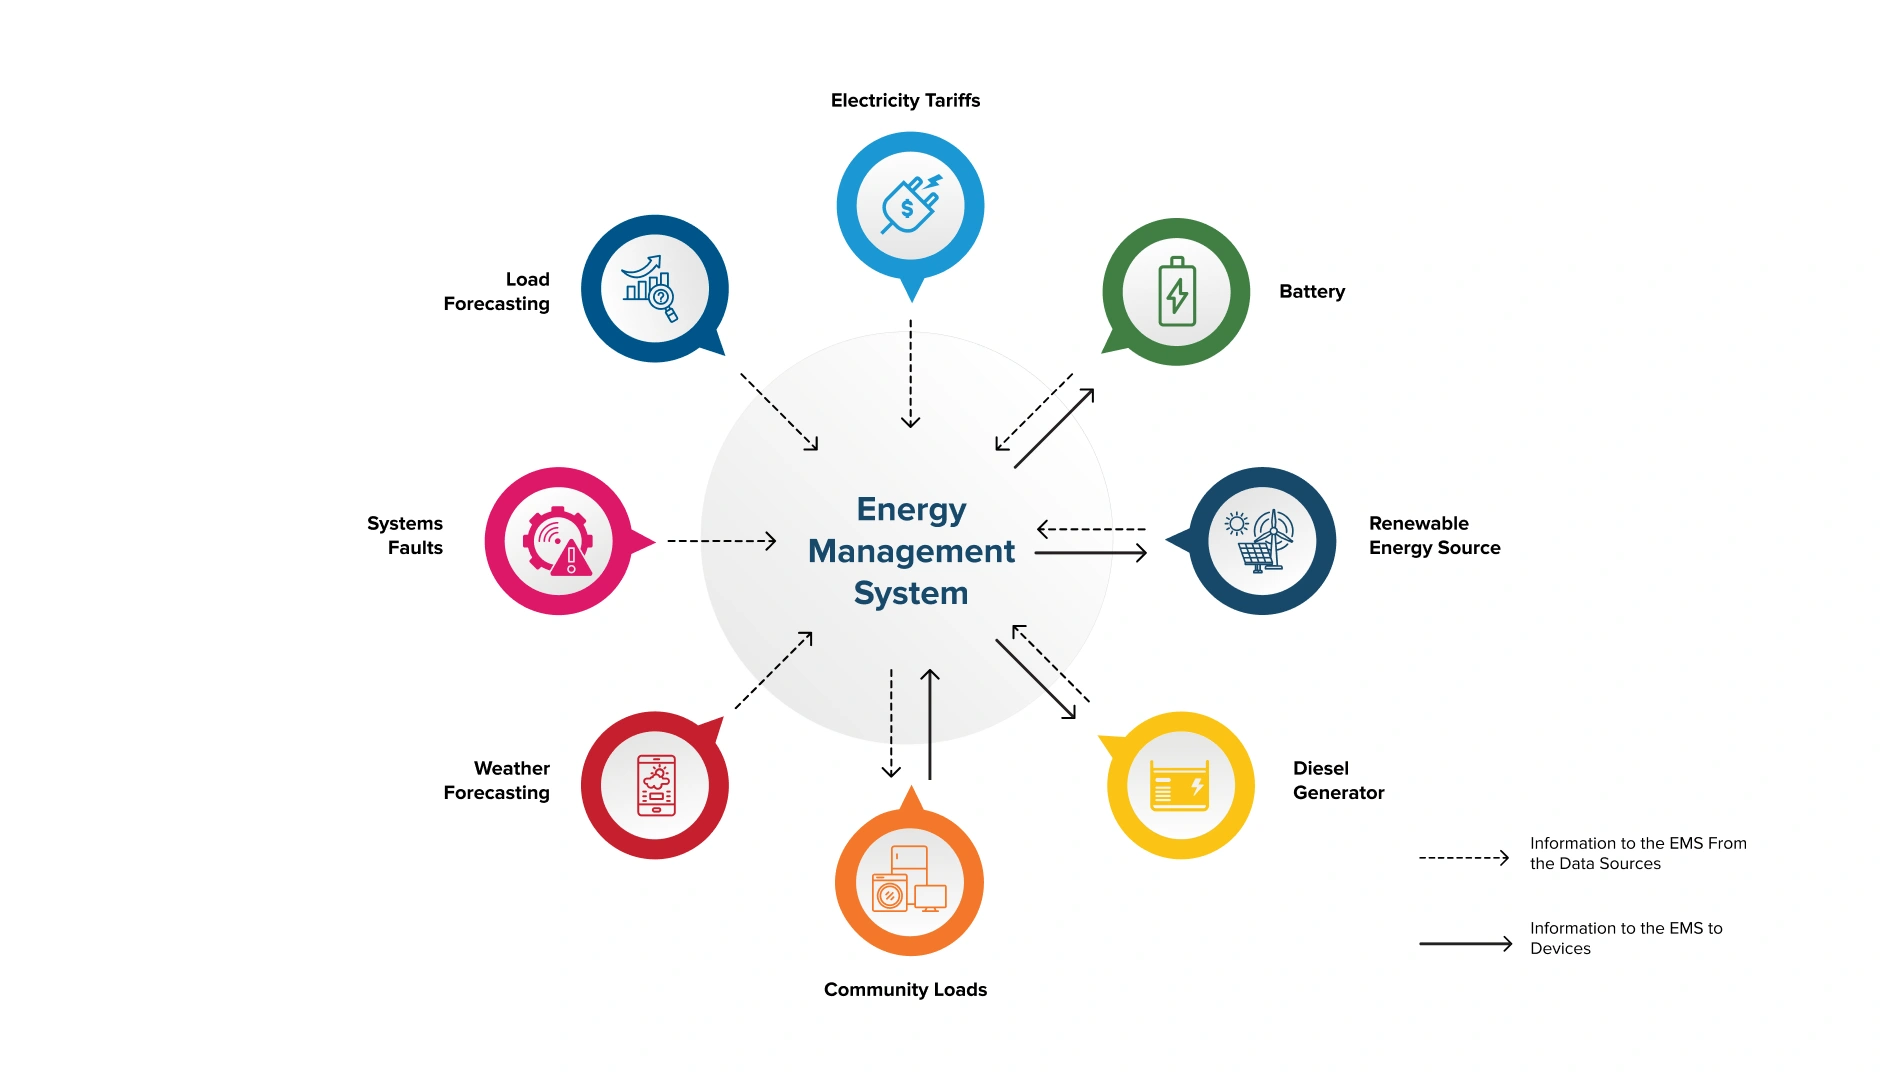 Electricity Tariffs
$
Load
Forecasting
?
Battery
Systems
Faults
Energy
Management
System
Renewable
Energy Source
Weather
Forecasting
Diesel
Generator
Community Loads
Information to the EMS From
the Data Sources
Information to the EMS to
Devices